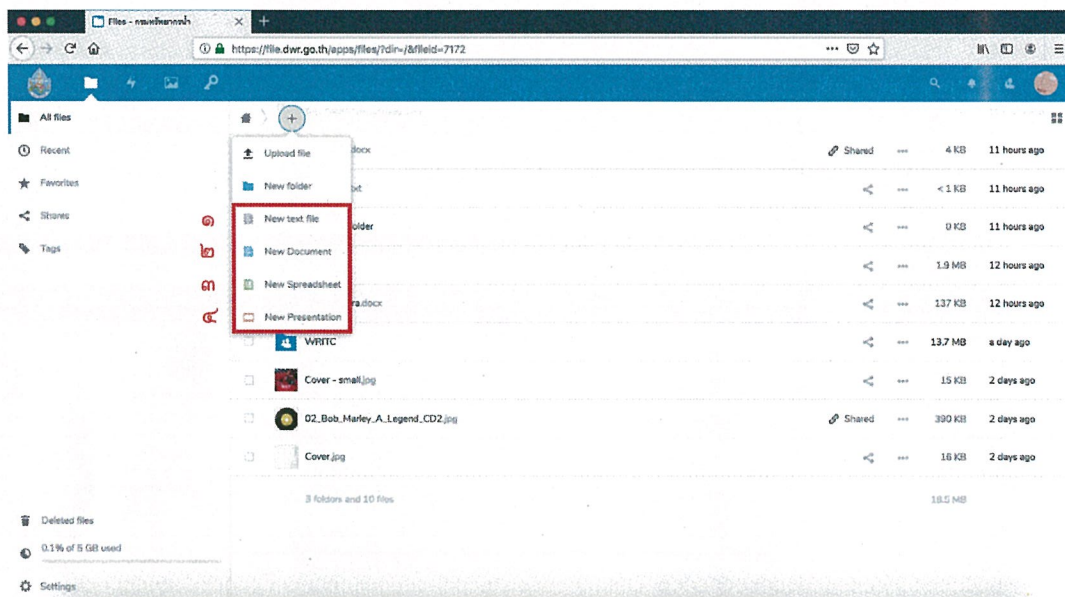 Files - กรมทรัพยากรน้ำ
https://file.dwr.go.th/apps/files/?dir=/&fileid=7172
All files
Recent
Favorites
Shares
Tags
Upload file
New folder
๑ New text file
๒ New Document
๓ New Spreadsheet
๔ New Presentation
.docx Shared 4 KB 11 hours ago
< 1 KB 11 hours ago
older 0 KB 11 hours ago
1.9 MB 12 hours ago
ra.docx 137 KB 12 hours ago
WRITC 13.7 MB a day ago
Cover - small.jpg 15 KB 2 days ago
02_Bob_Marley_A_Legend_CD2.jpg Shared 390 KB 2 days ago
Cover.jpg 16 KB 2 days ago
3 folders and 10 files 18.5 MB
Deleted files
0.1% of 5 GB used
Settings